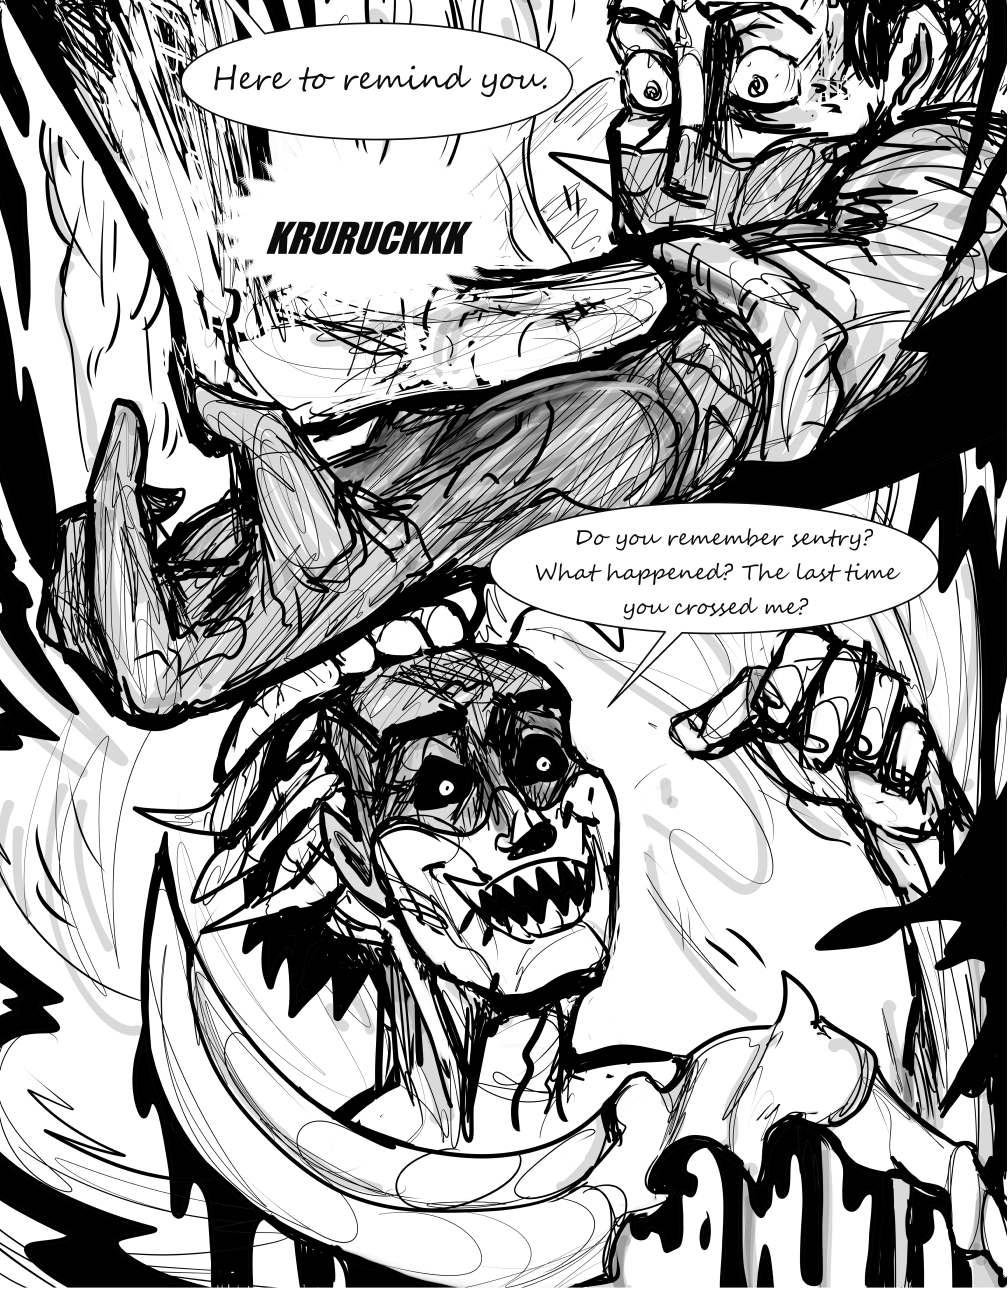 Here to remind you.
KRURUCKKK
Do you remember sentry?
What happened? The last time
you crossed me?